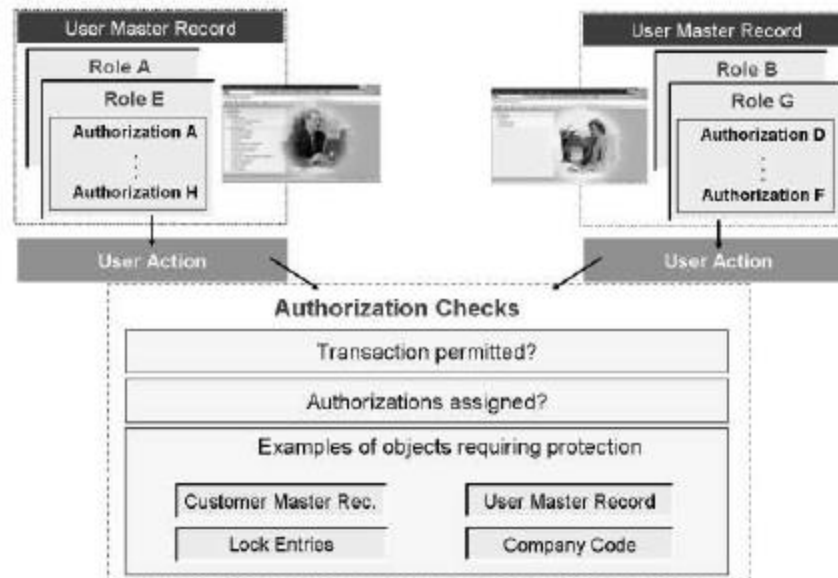 User Master Record
Role A
Role E
Authorization A
Authorization H
User Action
User Master Record
Role B
Role G
Authorization D
Authorization F
User Action
Authorization Checks
Transaction permitted?
Authorizations assigned?
Examples of objects requiring protection
Customer Master Rec.
User Master Record
Lock Entries
Company Code